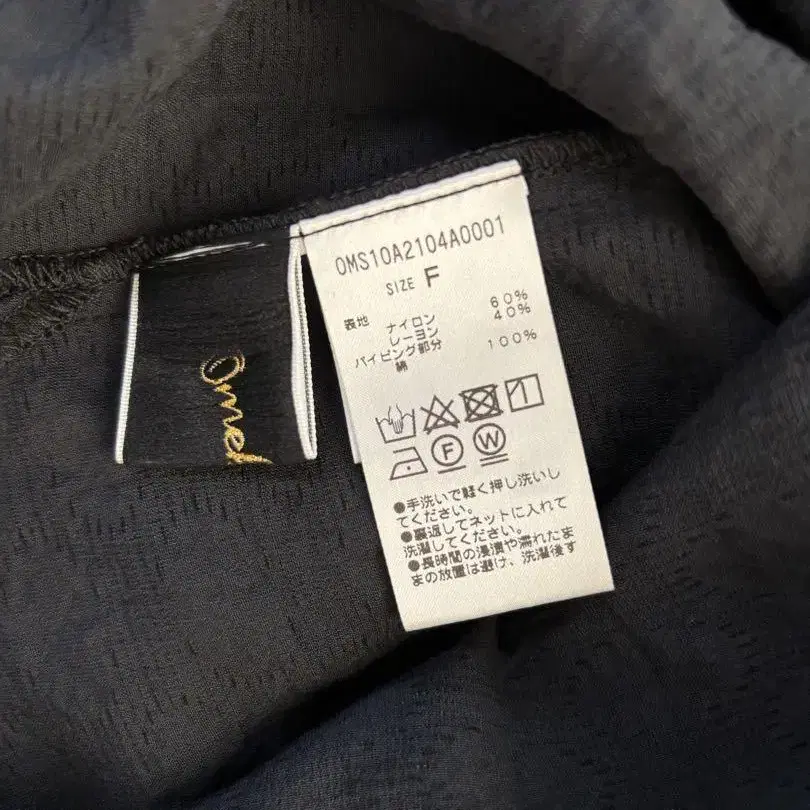 OMS10A2104A0001
SIZE F
表地 ナイロン 60%
レーヨン 40%
パイピング部分
綿 100%
F W
●手洗いで軽く押し洗いし
てください。
●裏返してネットに入れて
洗濯してください。
●長時間の浸漬や濡れたま
まの放置は避け、洗濯後す